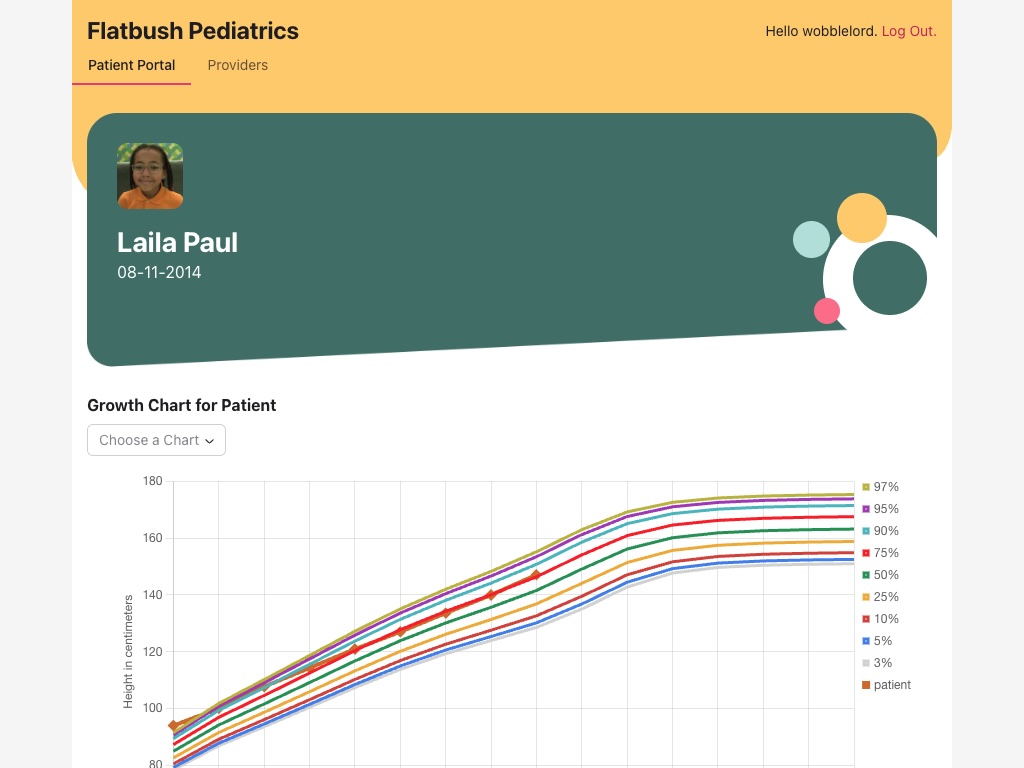 Flatbush Pediatrics
Hello wobblelord. Log Out.
Patient Portal
Providers
Laila Paul
08-11-2014
Growth Chart for Patient
Choose a Chart
Height in centimeters
180
160
140
120
100
80
97%
95%
90%
75%
50%
25%
10%
5%
3%
patient